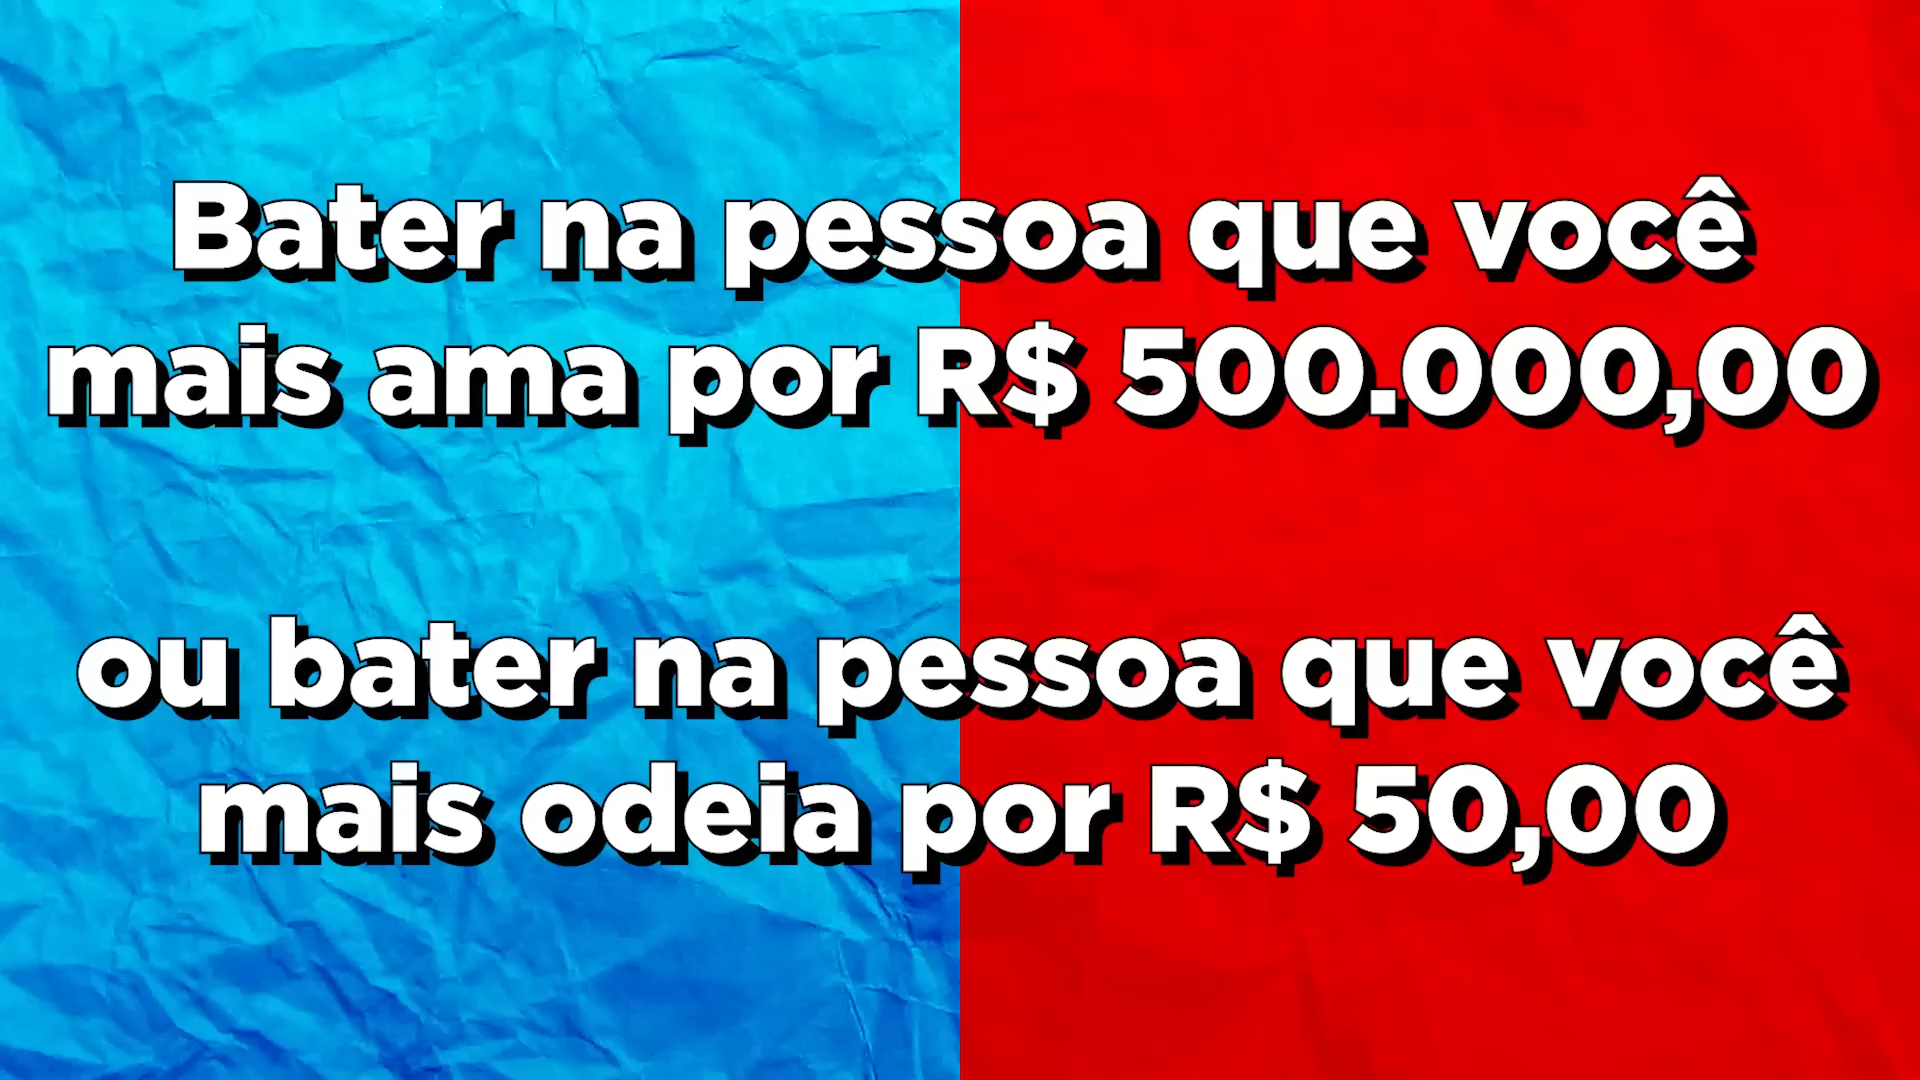 Bater na pessoa que você
mais ama por R$ 500.000,00
ou bater na pessoa que você
mais odeia por R$ 50,00